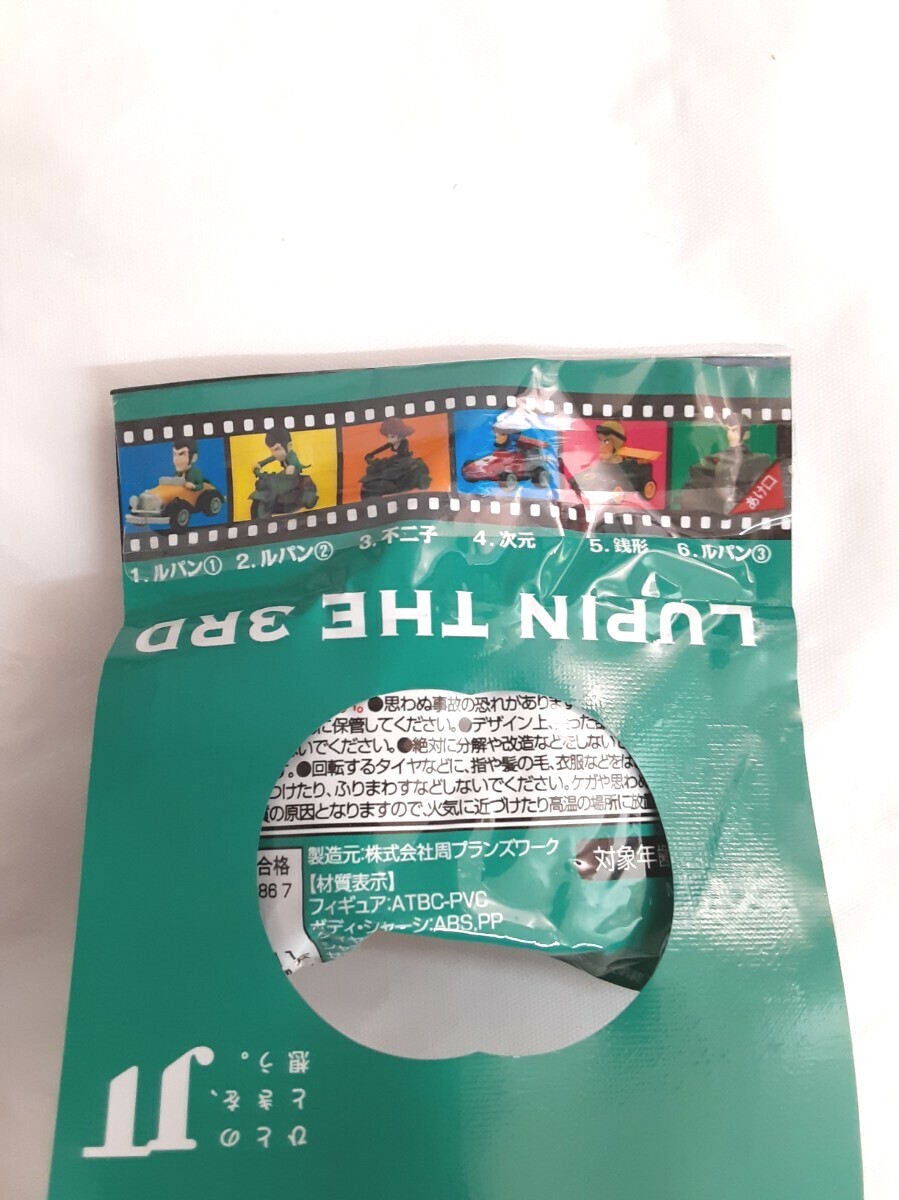 あけ口
1. ルパン① 2. ルパン② 3. 不二子 4. 次元 5. 銭形 6. ルパン③
LUPIN THE 3RD
●思わぬ事故の恐れがあります
に保管してください。●デザイン上、
いでください。●絶対に分解や改造などをしない
●回転するタイヤなどに、指や髪の毛、衣服などを
つけたり、ふりまわすなどしないでください。ケガや思わぬ
の原因となりますので、火気に近づけたり高温の場所に放置
合格
86 7
製造元:株式会社周プランズワーク
対象年齢
【材質表示】
フィギュア:ATBC-PVC
ボディ・シャーシ:ABS,PP
ひとの
ときを、
想う。
JT